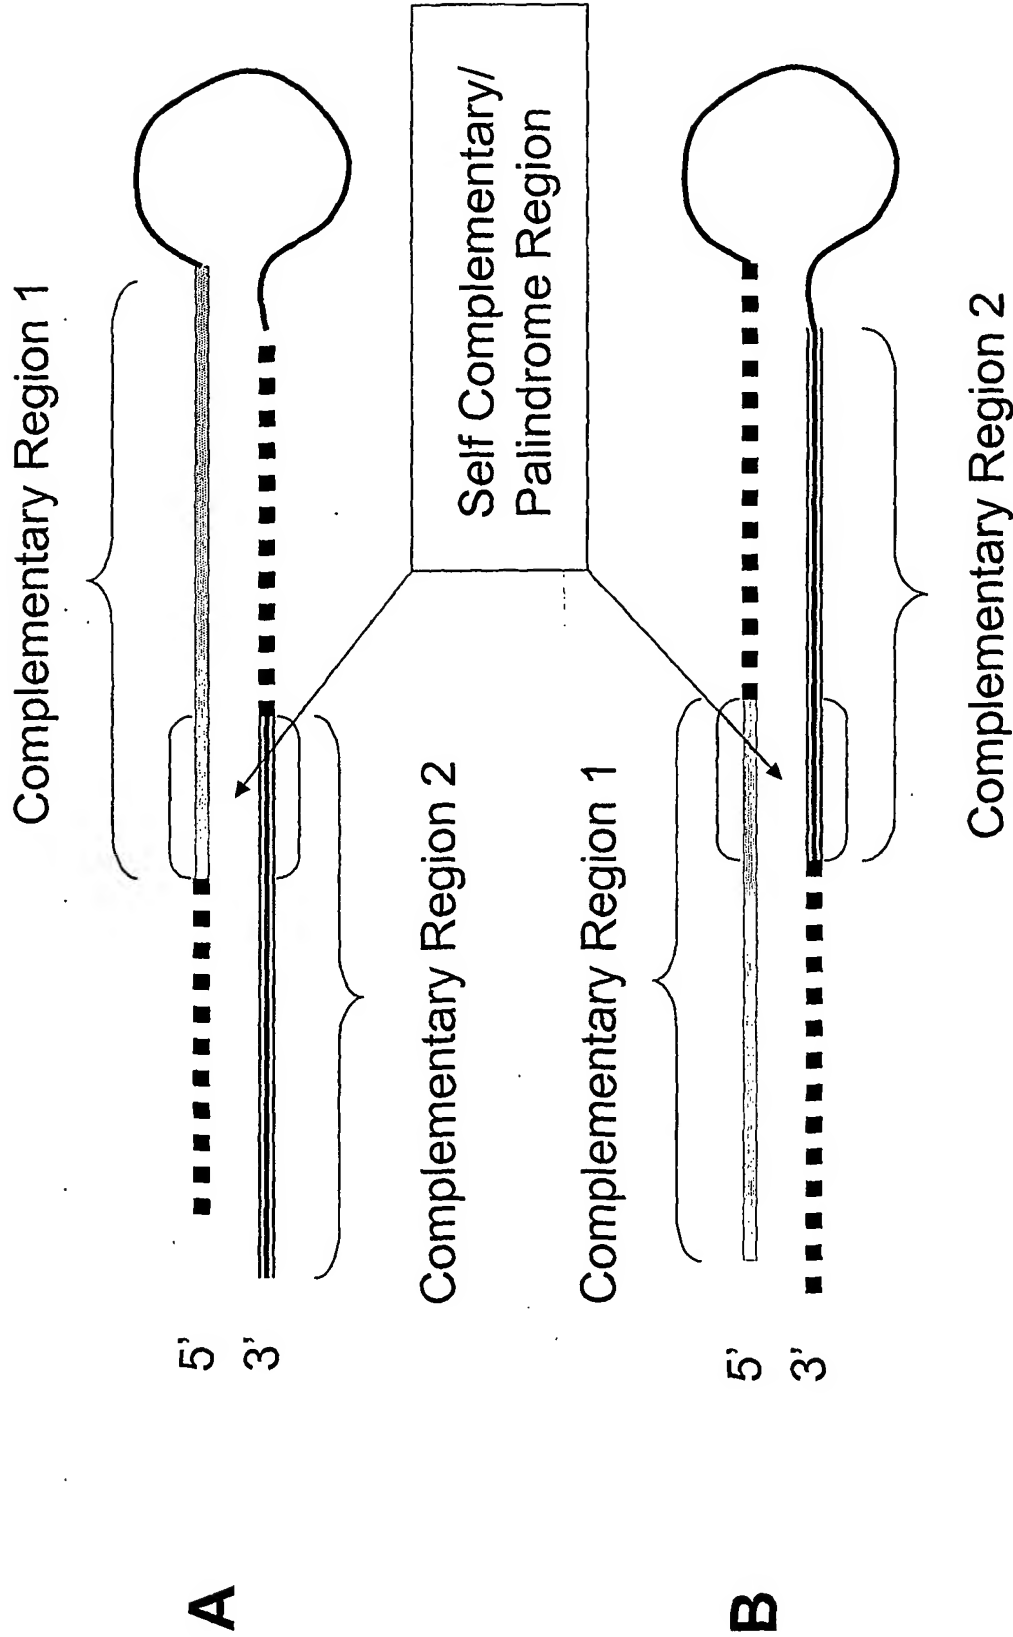 A
5'
3'
Complementary Region 1
Complementary Region 2
Self Complementary/
Palindrome Region
B
5'
3'
Complementary Region 1
Complementary Region 2